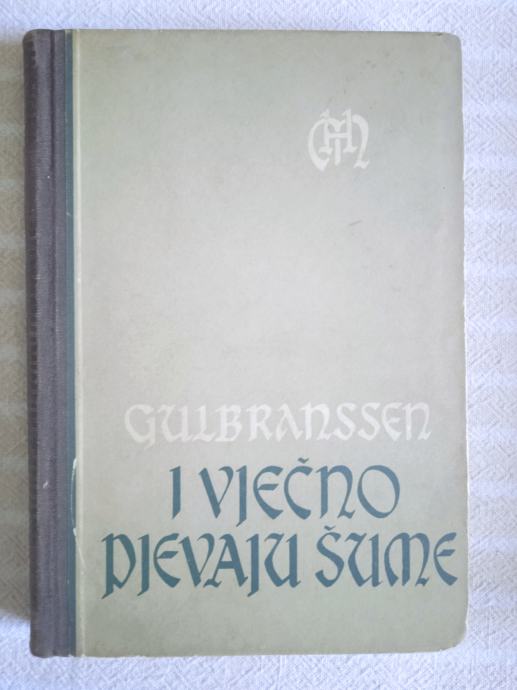 GULBRANSSEN
I VJEČNO
PJEVAJU ŠUME